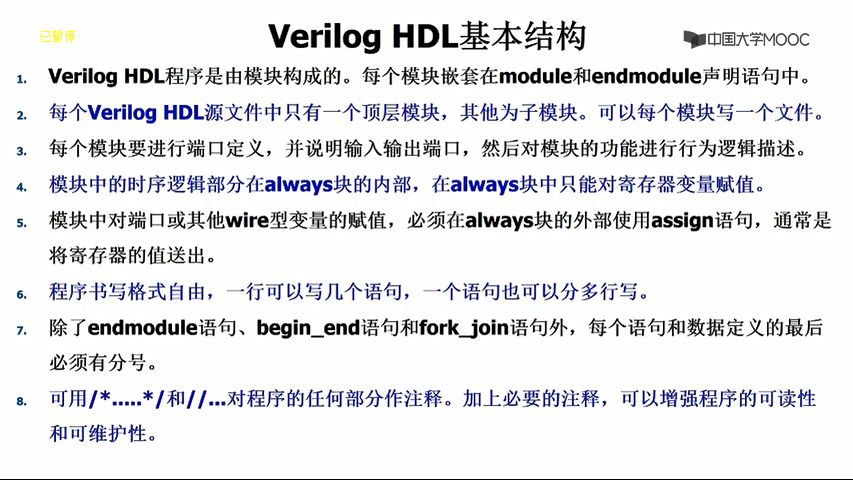 已暂停
Verilog HDL基本结构
中国大学MOOC
1. Verilog HDL程序是由模块构成的。每个模块嵌套在module和endmodule声明语句中。
2. 每个Verilog HDL源文件中只有一个顶层模块，其他为子模块。可以每个模块写一个文件。
3. 每个模块要进行端口定义，并说明输入输出端口，然后对模块的功能进行行为逻辑描述。
4. 模块中的时序逻辑部分在always块的内部，在always块中只能对寄存器变量赋值。
5. 模块中对端口或其他wire型变量的赋值，必须在always块的外部使用assign语句，通常是
将寄存器的值送出。
6. 程序书写格式自由，一行可以写几个语句，一个语句也可以分多行写。
7. 除了endmodule语句、begin_end语句和fork_join语句外，每个语句和数据定义的最后
必须有分号。
8. 可用/*.....*/和//...对程序的任何部分作注释。加上必要的注释，可以增强程序的可读性
和可维护性。